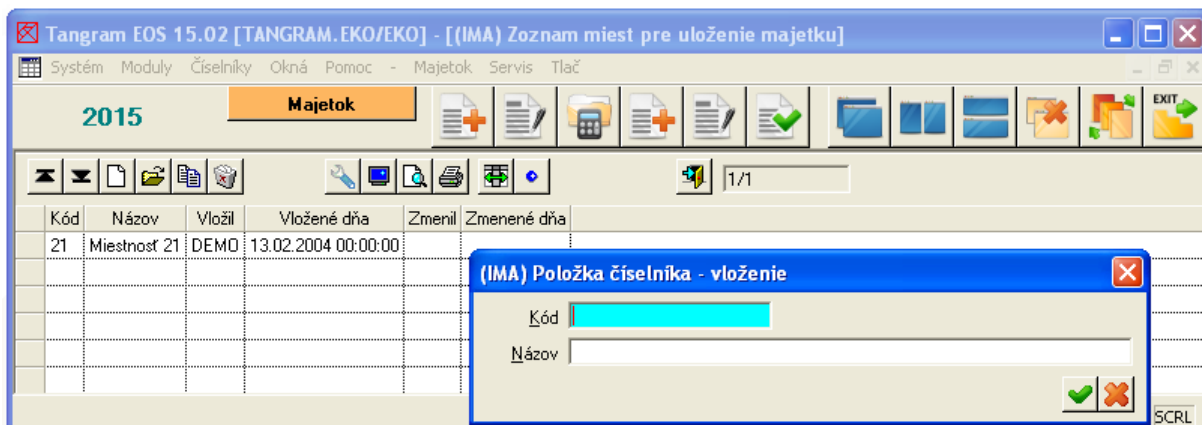 Tangram EOS 15.02 [TANGRAM.EKO/EKO] - [(IMA) Zoznam miest pre uloženie majetku]
Systém Moduly Číselníky Okná Pomoc - Majetok Servis Tlač
2015 Majetok EXIT
1/1
Kód Názov Vložil Vložené dňa Zmenil Zmenené dňa
21 Miestnosť 21 DEMO 13.02.2004 00:00:00
(IMA) Položka číselníka - vloženie
Kód
Názov
SCRL